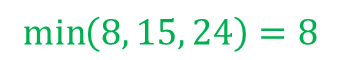 min(8, 15, 24) = 8